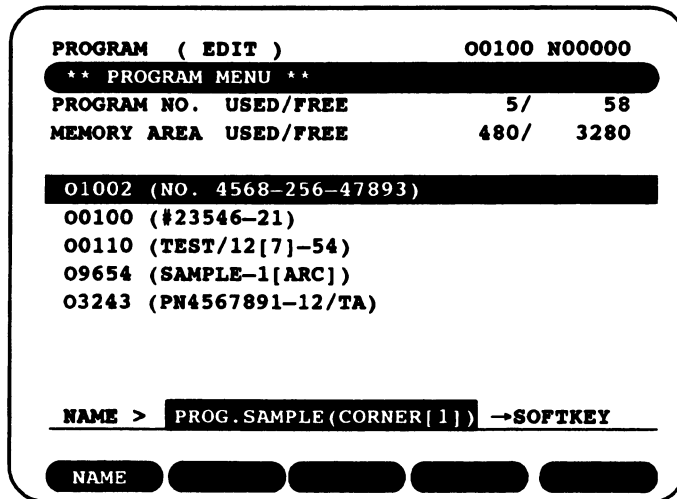 PROGRAM ( EDIT ) O0100 N00000
** PROGRAM MENU **
PROGRAM NO. USED/FREE 5/ 58
MEMORY AREA USED/FREE 480/ 3280
O1002 (NO. 4568-256-47893)
O0100 (#23546-21)
O0110 (TEST/12[7]-54)
O9654 (SAMPLE-1[ARC])
O3243 (PN4567891-12/TA)
NAME > PROG.SAMPLE(CORNER[1]) →SOFTKEY
NAME